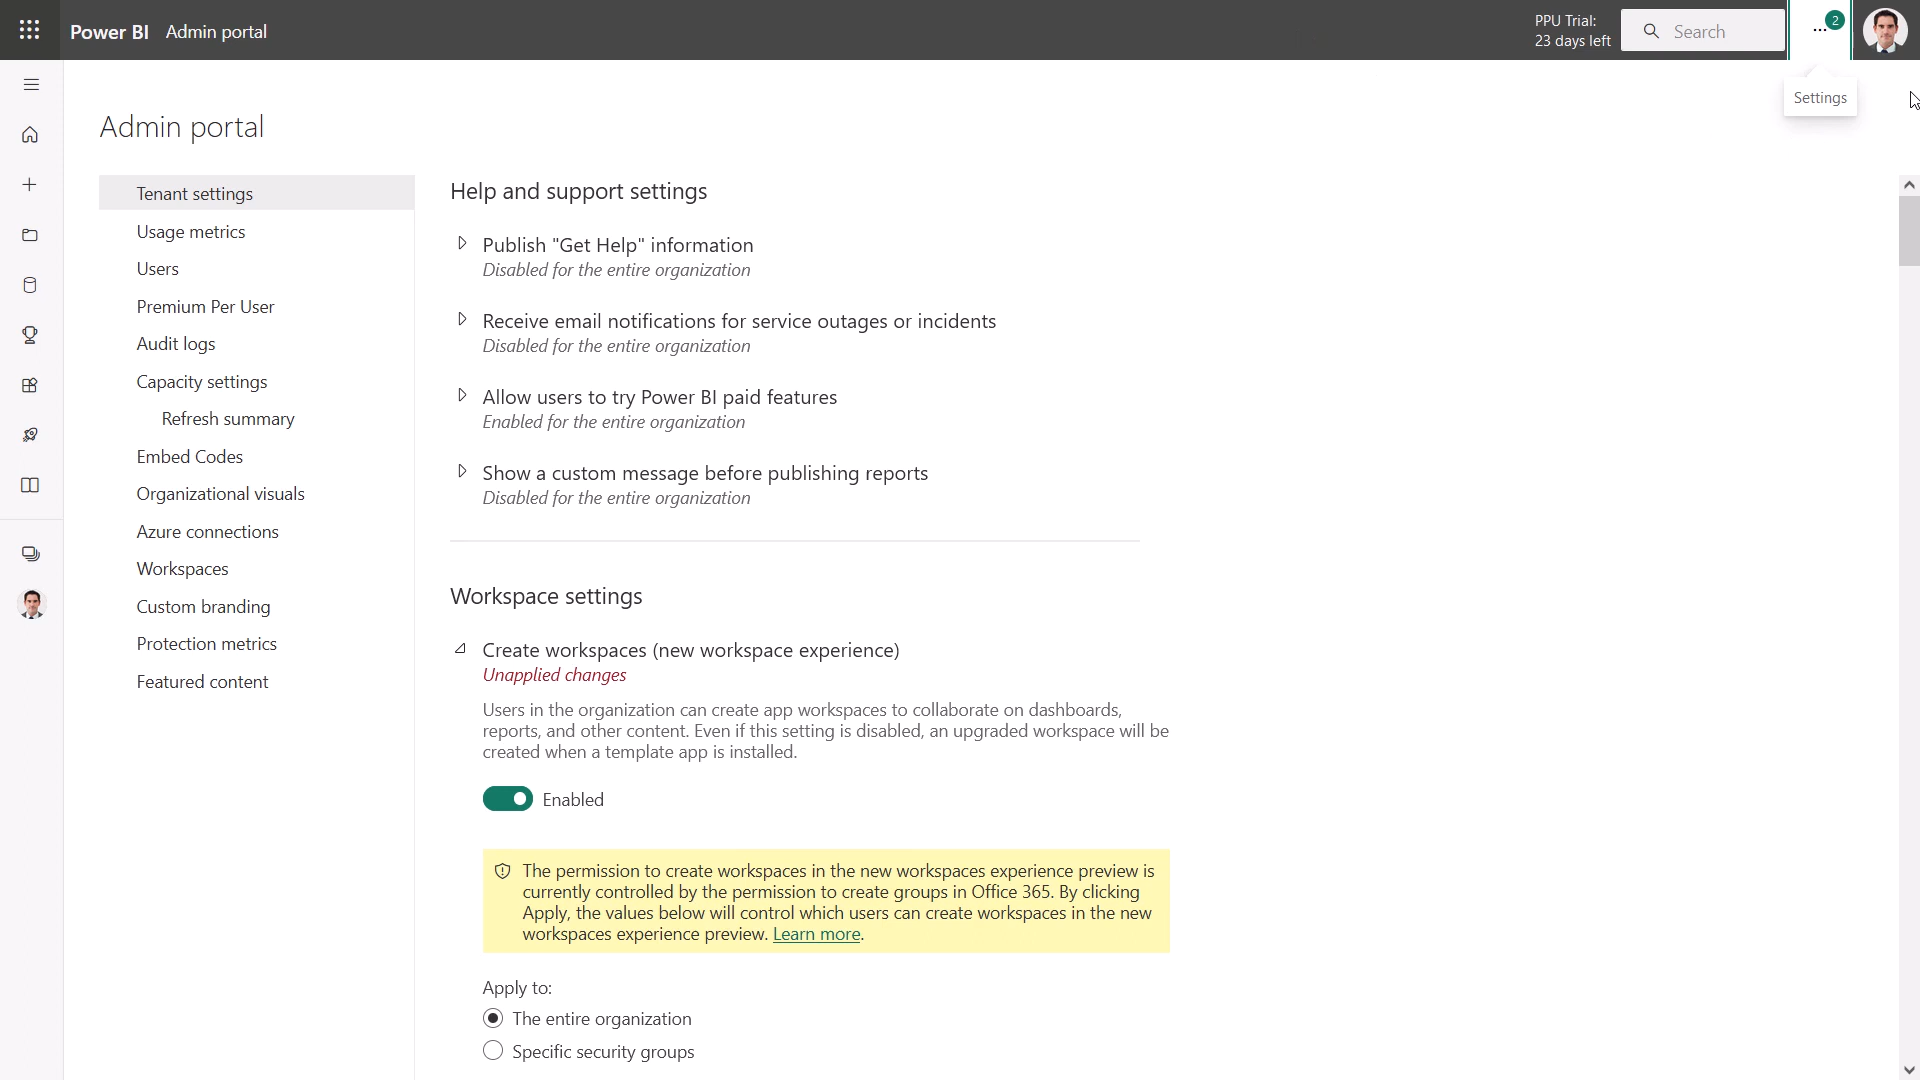 Power BI Admin portal
PPU Trial:
23 days left
Search
2
Settings
Admin portal
Tenant settings
Usage metrics
Users
Premium Per User
Audit logs
Capacity settings
Refresh summary
Embed Codes
Organizational visuals
Azure connections
Workspaces
Custom branding
Protection metrics
Featured content
Help and support settings
Publish "Get Help" information
Disabled for the entire organization
Receive email notifications for service outages or incidents
Disabled for the entire organization
Allow users to try Power BI paid features
Enabled for the entire organization
Show a custom message before publishing reports
Disabled for the entire organization
Workspace settings
Create workspaces (new workspace experience)
Unapplied changes
Users in the organization can create app workspaces to collaborate on dashboards,
reports, and other content. Even if this setting is disabled, an upgraded workspace will be
created when a template app is installed.
Enabled
The permission to create workspaces in the new workspaces experience preview is
currently controlled by the permission to create groups in Office 365. By clicking
Apply, the values below will control which users can create workspaces in the new
workspaces experience preview. Learn more.
Apply to:
The entire organization
Specific security groups